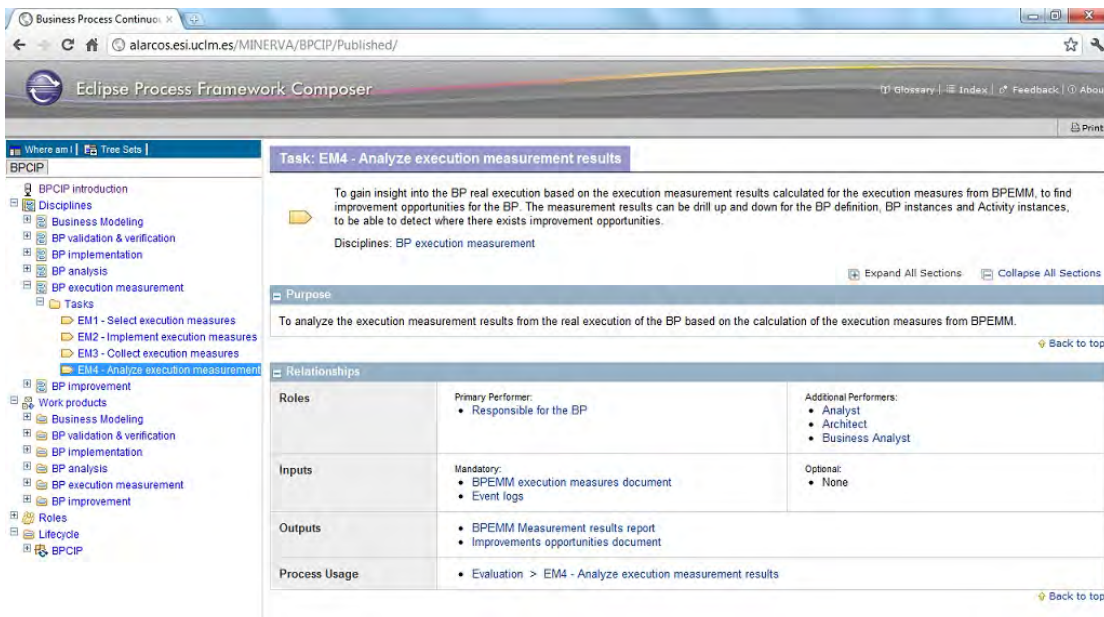 Business Process Continuo
alarcos.esi.uclm.es/MINERVA/BPCIP/Published/
Eclipse Process Framework Composer
Glossary | Index | Feedback | Abou
Print
Where am I | Tree Sets |
BPCIP
BPCIP introduction
Disciplines
Business Modeling
BP validation & verification
BP implementation
BP analysis
BP execution measurement
Tasks
EM1 - Select execution measures
EM2 - Implement execution measures
EM3 - Collect execution measures
EM4 - Analyze execution measurement
BP improvement
Work products
Business Modeling
BP validation & verification
BP implementation
BP analysis
BP execution measurement
BP improvement
Roles
Lifecycle
BPCIP
Task: EM4 - Analyze execution measurement results
To gain insight into the BP real execution based on the execution measurement results calculated for the execution measures from BPEMM, to find
improvement opportunities for the BP. The measurement results can be drill up and down for the BP definition, BP instances and Activity instances,
to be able to detect where there exists improvement opportunities.
Disciplines: BP execution measurement
Expand All Sections Collapse All Sections
Purpose
To analyze the execution measurement results from the real execution of the BP based on the calculation of the execution measures from BPEMM.
Back to top
Relationships
Roles
Primary Performer:
• Responsible for the BP
Additional Performers:
• Analyst
• Architect
• Business Analyst
Inputs
Mandatory:
• BPEMM execution measures document
• Event logs
Optional:
• None
Outputs
• BPEMM Measurement results report
• Improvements opportunities document
Process Usage
• Evaluation > EM4 - Analyze execution measurement results
Back to top